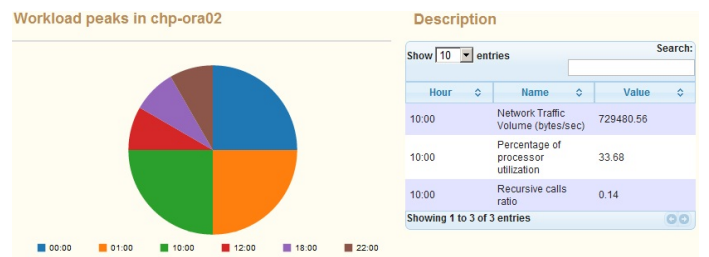 Workload peaks in chp-ora02
00:00 01:00 10:00 12:00 18:00 22:00
Description
Show 10 entries
Search:
Hour Name Value
10:00 Network Traffic Volume (bytes/sec) 729480.56
10:00 Percentage of processor utilization 33.68
10:00 Recursive calls ratio 0.14
Showing 1 to 3 of 3 entries